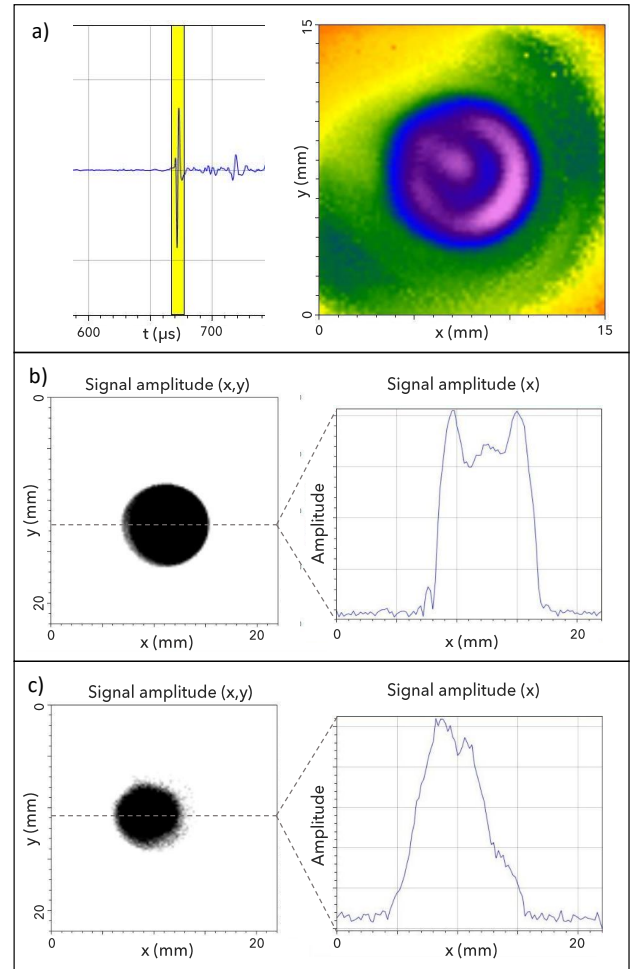 a)
15
y (mm)
0
600
t (μs)
700
0
x (mm)
15
b)
Signal amplitude (x,y)
0
y (mm)
20
0
x (mm)
20
Signal amplitude (x)
Amplitude
0
x (mm)
20
c)
Signal amplitude (x,y)
0
y (mm)
20
0
x (mm)
20
Signal amplitude (x)
Amplitude
0
x (mm)
20